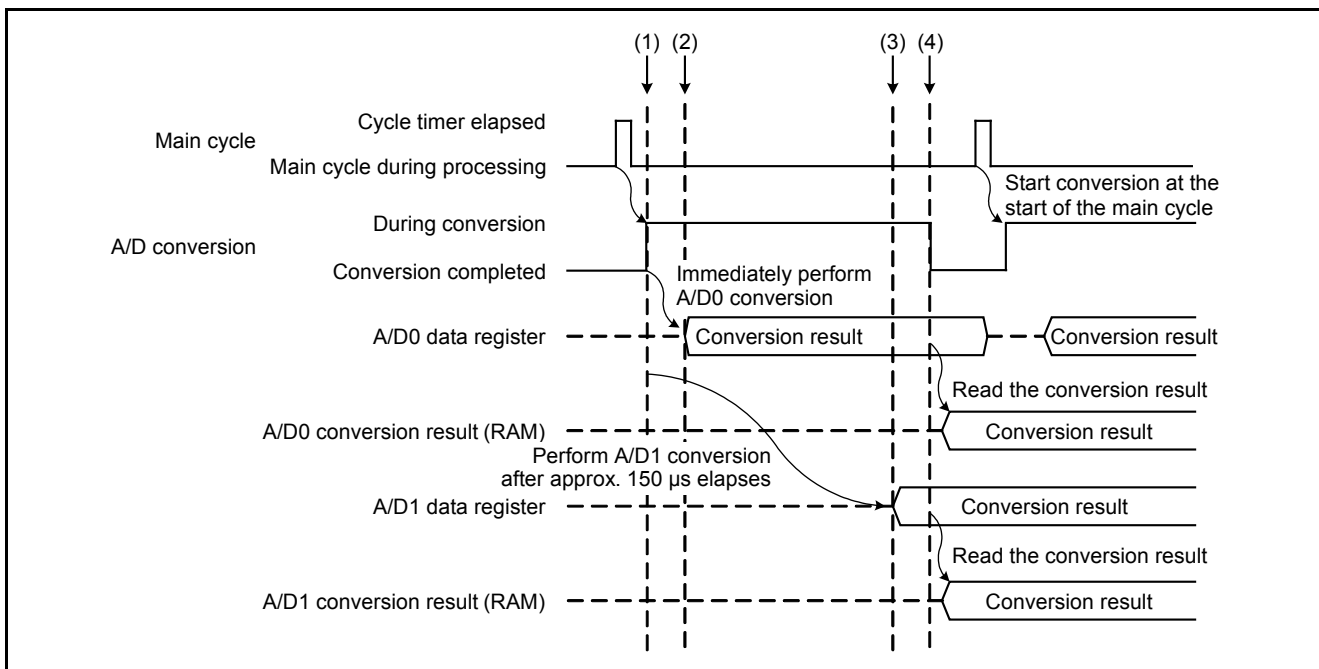 (1) (2) (3) (4)
Cycle timer elapsed
Main cycle
Main cycle during processing
Start conversion at the
start of the main cycle
During conversion
A/D conversion
Conversion completed
Immediately perform
A/D0 conversion
A/D0 data register
Conversion result
Conversion result
Read the conversion result
A/D0 conversion result (RAM)
Conversion result
Perform A/D1 conversion
after approx. 150 µs elapses
A/D1 data register
Conversion result
Read the conversion result
A/D1 conversion result (RAM)
Conversion result